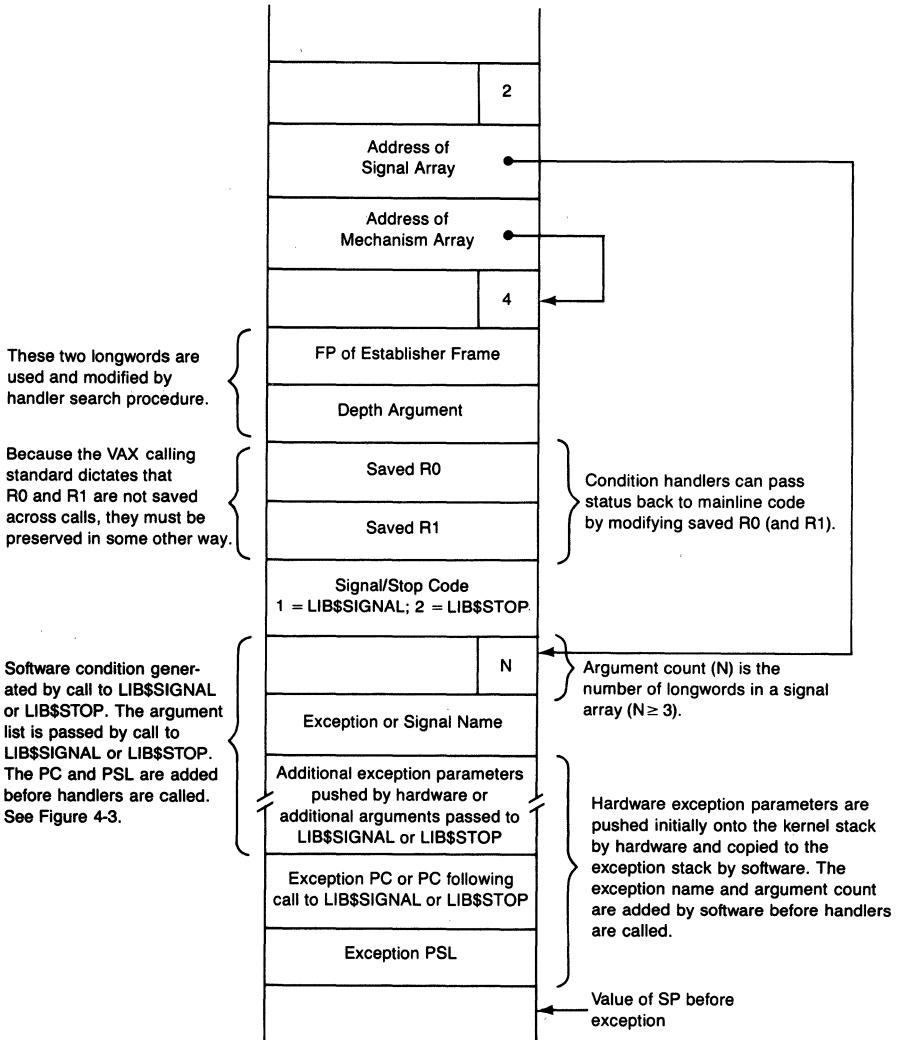 2
Address of
Signal Array
Address of
Mechanism Array
4
These two longwords are
used and modified by
handler search procedure.
FP of Establisher Frame
Depth Argument
Because the VAX calling
standard dictates that
R0 and R1 are not saved
across calls, they must be
preserved in some other way.
Saved R0
Saved R1
Condition handlers can pass
status back to mainline code
by modifying saved R0 (and R1).
Signal/Stop Code
1 = LIB$SIGNAL; 2 = LIB$STOP
Software condition gener-
ated by call to LIB$SIGNAL
or LIB$STOP. The argument
list is passed by call to
LIB$SIGNAL or LIB$STOP.
The PC and PSL are added
before handlers are called.
See Figure 4-3.
N
Argument count (N) is the
number of longwords in a signal
array (N ≥ 3).
Exception or Signal Name
Additional exception parameters
pushed by hardware or
additional arguments passed to
LIB$SIGNAL or LIB$STOP
Exception PC or PC following
call to LIB$SIGNAL or LIB$STOP
Exception PSL
Hardware exception parameters are
pushed initially onto the kernel stack
by hardware and copied to the
exception stack by software. The
exception name and argument count
are added by software before handlers
are called.
Value of SP before
exception